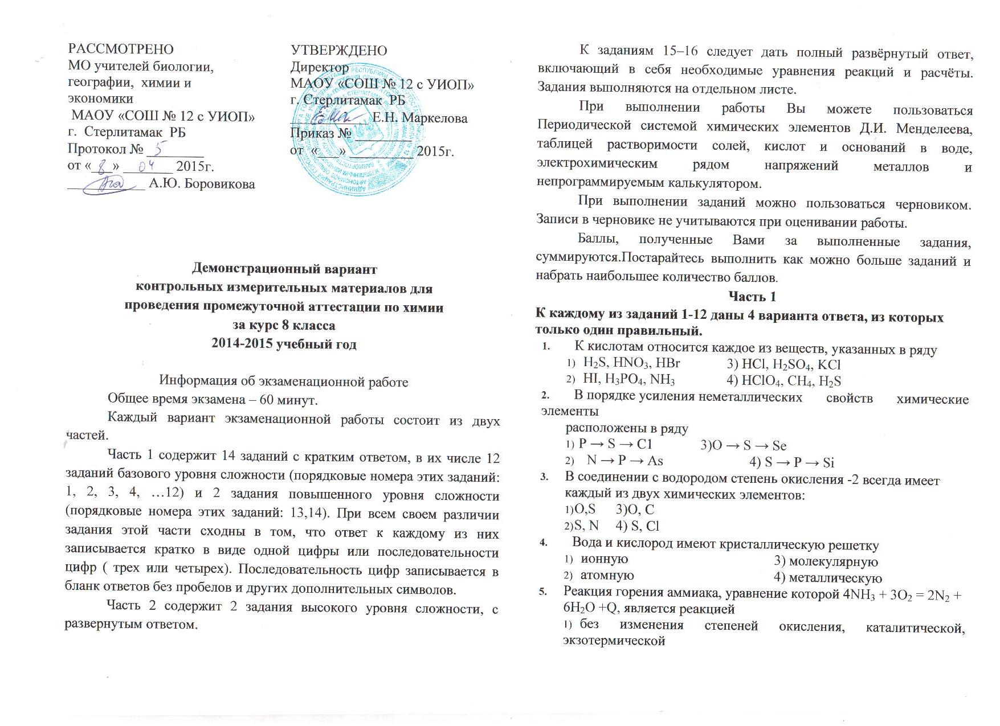 РАССМОТРЕНО
МО учителей биологии,
географии, химии и
экономики
МАОУ «СОШ № 12 с УИОП»
г. Стерлитамак РБ
Протокол № 5
от «8» 04 2015г.
А.Ю. Боровикова
УТВЕРЖДЕНО
Директор
МАОУ «СОШ № 12 с УИОП»
г. Стерлитамак РБ
Е.Н. Маркелова
Приказ № ________
от «___» _________ 2015г.
Демонстрационный вариант
контрольных измерительных материалов для
проведения промежуточной аттестации по химии
за курс 8 класса
2014-2015 учебный год
Информация об экзаменационной работе
Общее время экзамена – 60 минут.
Каждый вариант экзаменационной работы состоит из двух
частей.
Часть 1 содержит 14 заданий с кратким ответом, в их числе 12
заданий базового уровня сложности (порядковые номера этих заданий:
1, 2, 3, 4, …12) и 2 задания повышенного уровня сложности
(порядковые номера этих заданий: 13,14). При всем своем различии
задания этой части сходны в том, что ответ к каждому из них
записывается кратко в виде одной цифры или последовательности
цифр ( трех или четырех). Последовательность цифр записывается в
бланк ответов без пробелов и других дополнительных символов.
Часть 2 содержит 2 задания высокого уровня сложности, с
развернутым ответом.
К заданиям 15–16 следует дать полный развёрнутый ответ,
включающий в себя необходимые уравнения реакций и расчёты.
Задания выполняются на отдельном листе.
При выполнении работы Вы можете пользоваться
Периодической системой химических элементов Д.И. Менделеева,
таблицей растворимости солей, кислот и оснований в воде,
электрохимическим рядом напряжений металлов и
непрограммируемым калькулятором.
При выполнении заданий можно пользоваться черновиком.
Записи в черновике не учитываются при оценивании работы.
Баллы, полученные Вами за выполненные задания,
суммируются.Постарайтесь выполнить как можно больше заданий и
набрать наибольшее количество баллов.
Часть 1
К каждому из заданий 1-12 даны 4 варианта ответа, из которых
только один правильный.
1. К кислотам относится каждое из веществ, указанных в ряду
1) H₂S, HNO₃, HBr 3) HCl, H₂SO₄, KCl
2) HI, H₃PO₄, NH₃ 4) HClO₄, CH₄, H₂S
2. В порядке усиления неметаллических свойств химические
элементы
расположены в ряду
1) P → S → C1 3)O → S → Se
2) N → P → As 4) S → P → Si
3. В соединении с водородом степень окисления -2 всегда имеет
каждый из двух химических элементов:
1)O,S 3)O, C
2)S, N 4) S, Cl
4. Вода и кислород имеют кристаллическую решетку
1) ионную 3) молекулярную
2) атомную 4) металлическую
5. Реакция горения аммиака, уравнение которой 4NH₃ + 3O₂ = 2N₂ +
6H₂O +Q, является реакцией
1) без изменения степеней окисления, каталитической,
экзотермической